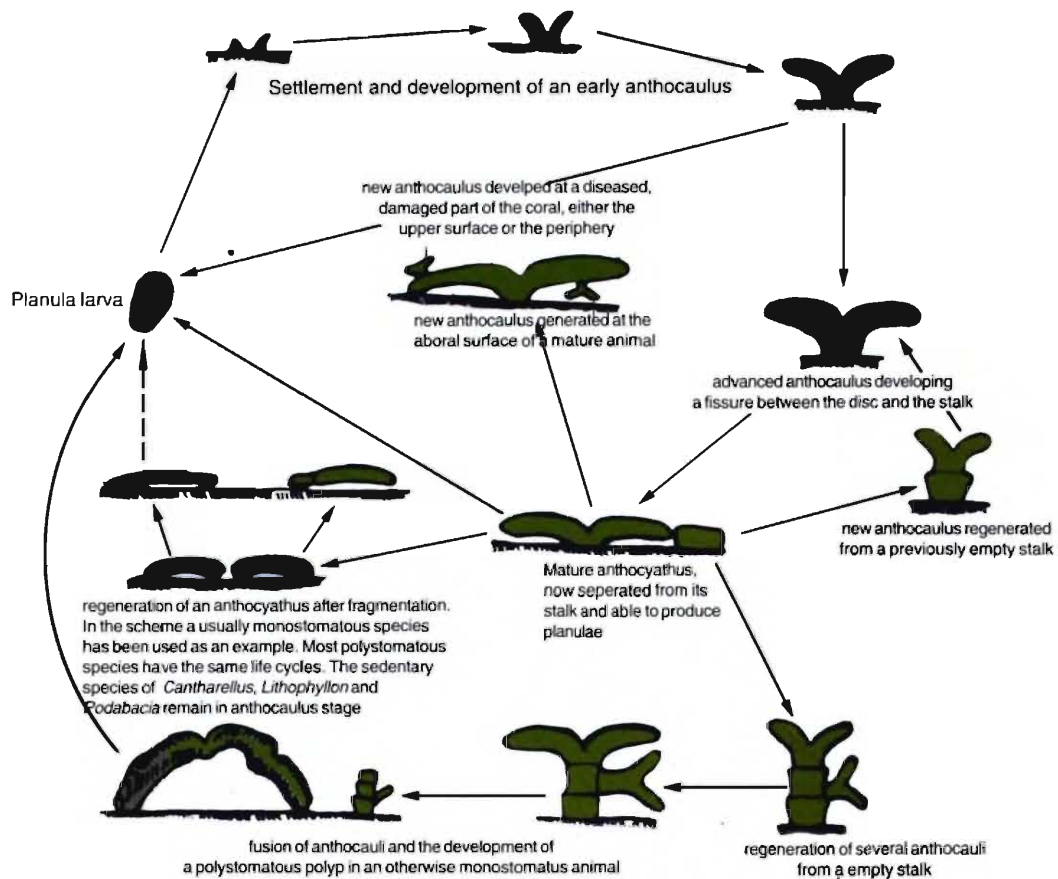 Settlement and development of an early anthocaulus
new anthocaulus develped at a diseased,
damaged part of the coral, either the
upper surface or the periphery
Planula larva
new anthocaulus generated at the
aboral surface of a mature animal
advanced anthocaulus developing
a fissure between the disc and the stalk
new anthocaulus regenerated
from a previously empty stalk
Mature anthocyathus,
now seperated from its
stalk and able to produce
planulae
regeneration of an anthocyathus after fragmentation.
In the scheme a usually monostomatous species
has been used as an example. Most polystomatous
species have the same life cycles. The sedentary
species of Cantharellus, Lithophyllon and
Podabacia remain in anthocaulus stage
fusion of anthocauli and the development of
a polystomatous polyp in an otherwise monostomatus animal
regeneration of several anthocauli
from a empty stalk